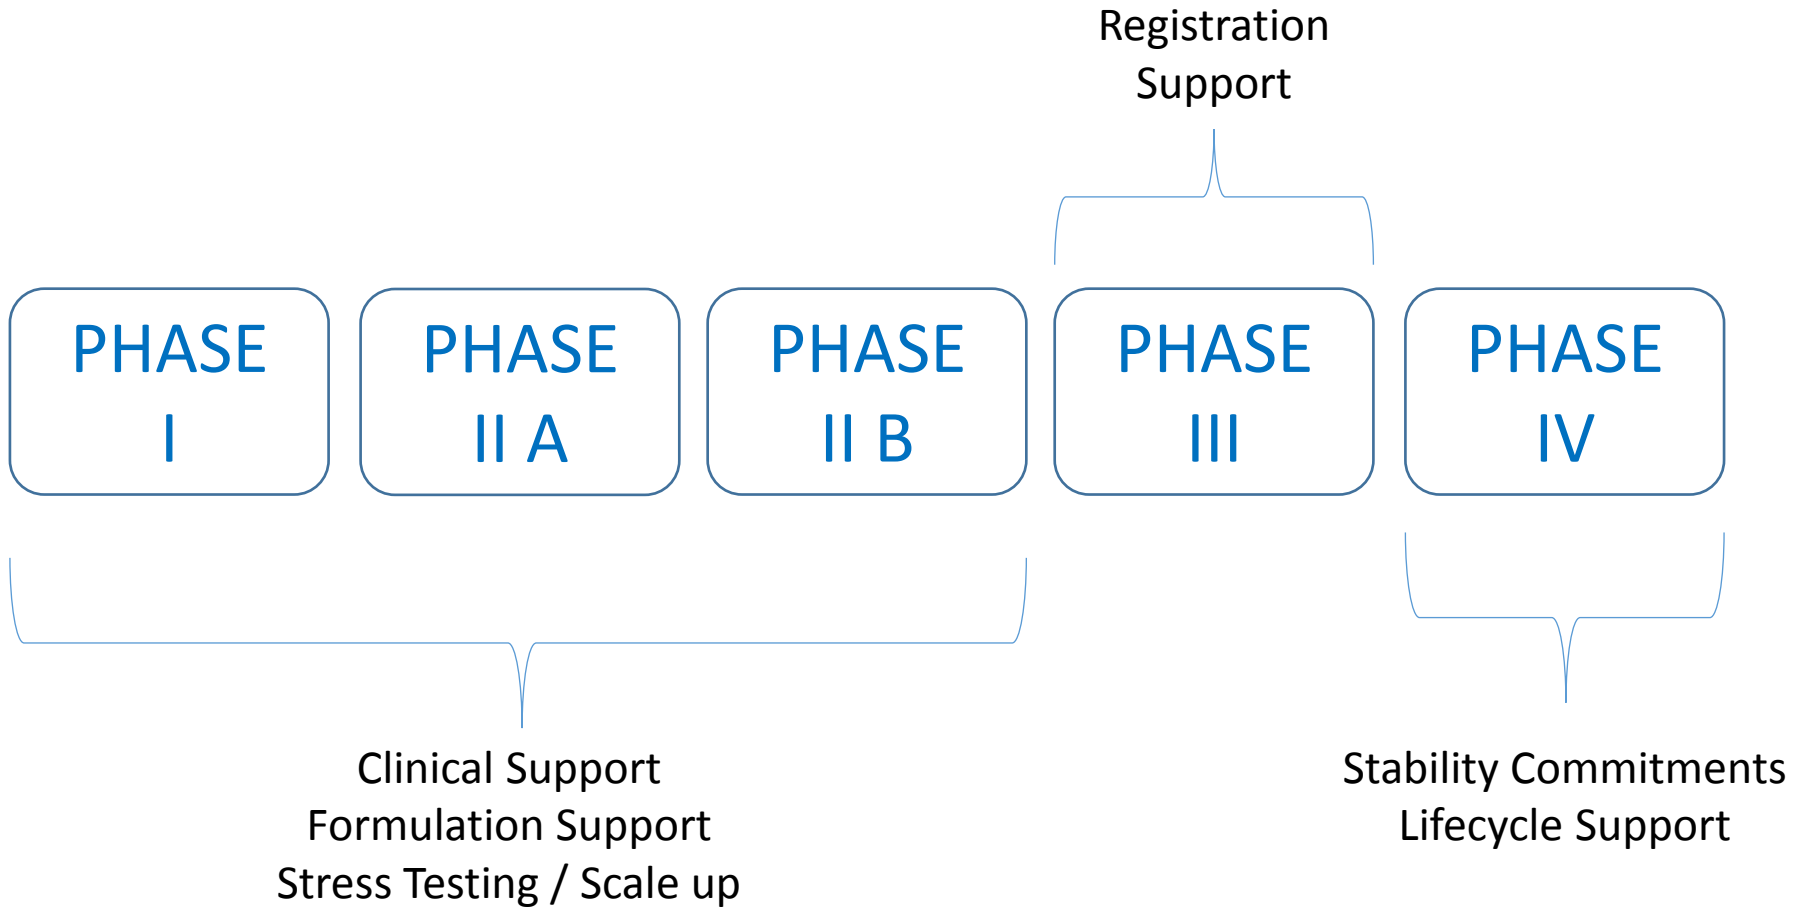 Registration
Support
PHASE
I
PHASE
II A
PHASE
II B
PHASE
III
PHASE
IV
Clinical Support
Formulation Support
Stress Testing / Scale up
Stability Commitments
Lifecycle Support